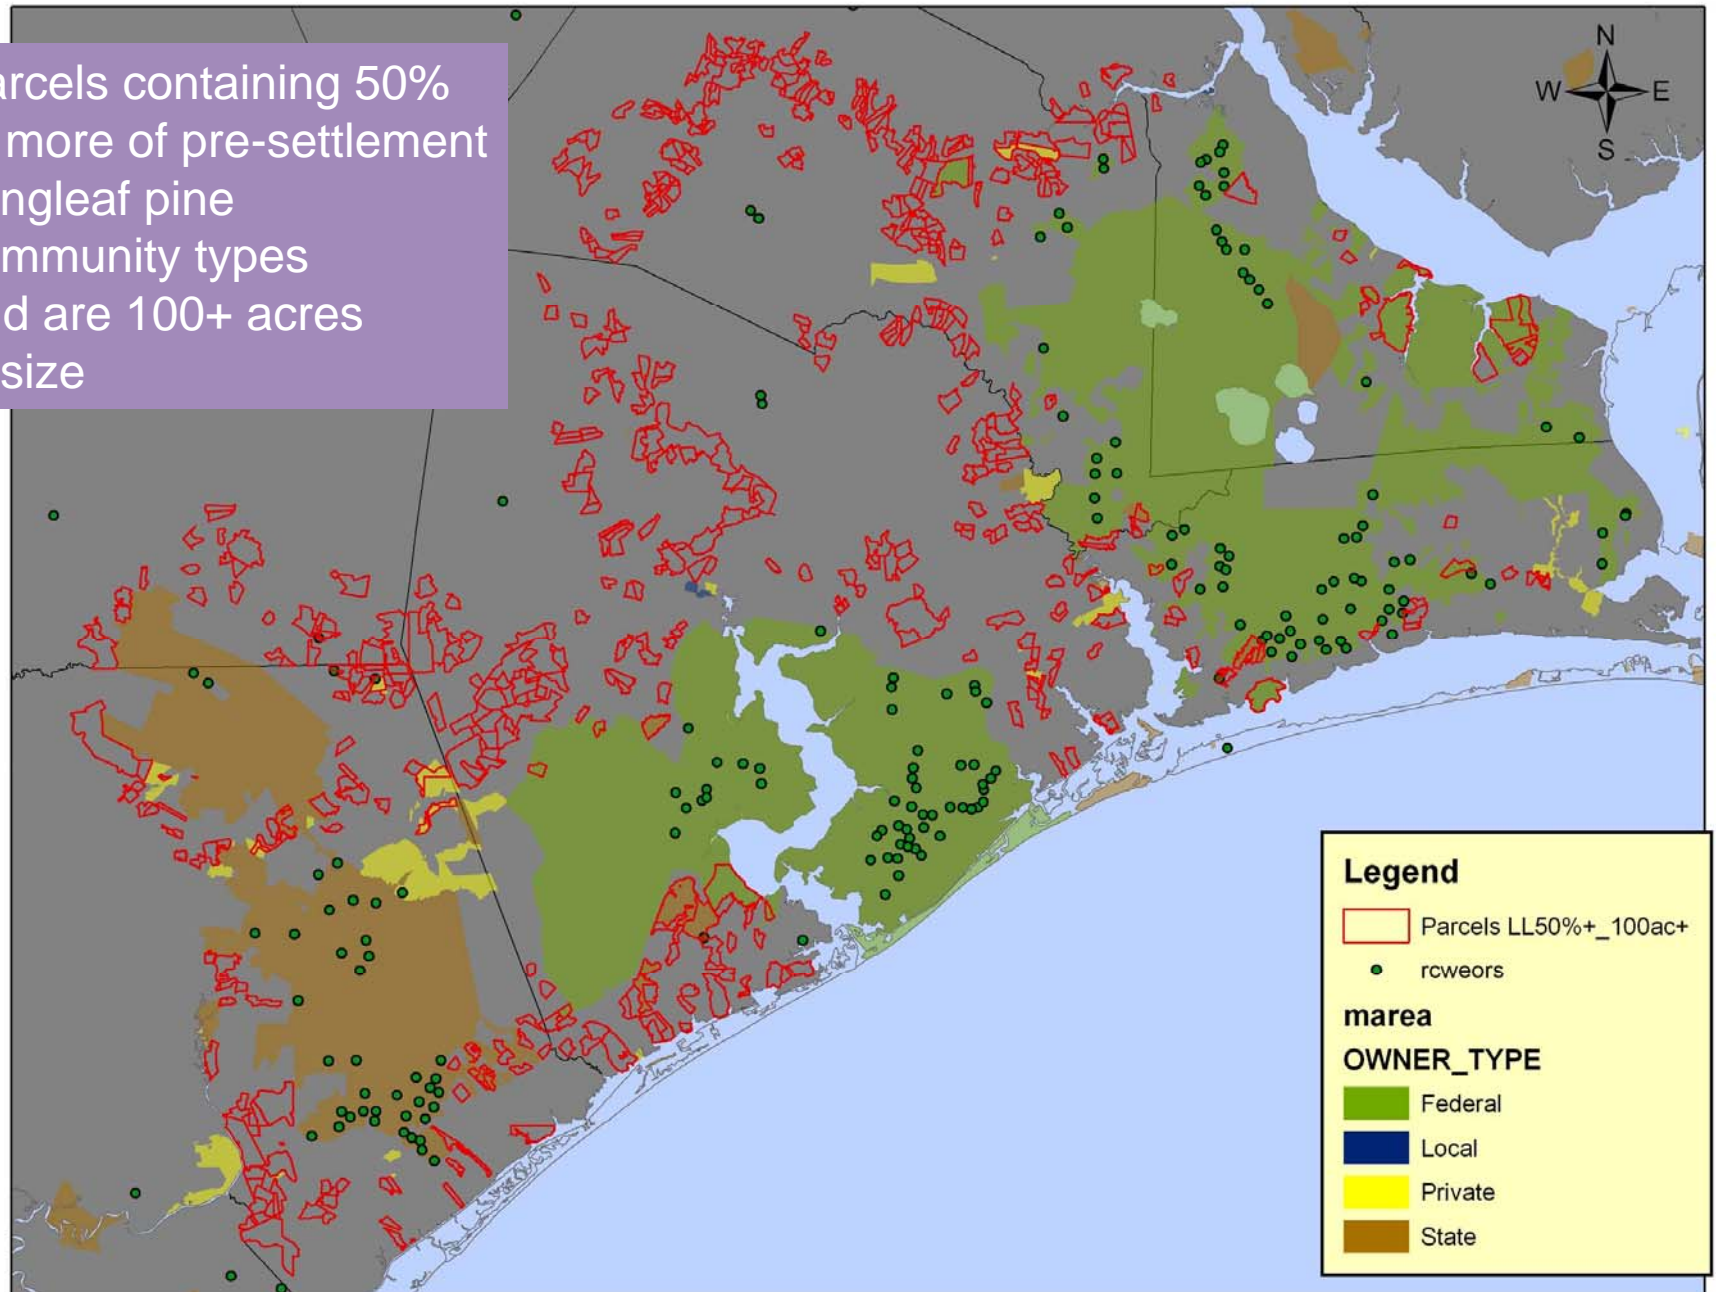 arcels containing 50%
more of pre-settlement
ngleaf pine
mmunity types
d are 100+ acres
size
N
W E
S
Legend
Parcels LL50%+_100ac+
rcweors
marea
OWNER_TYPE
Federal
Local
Private
State